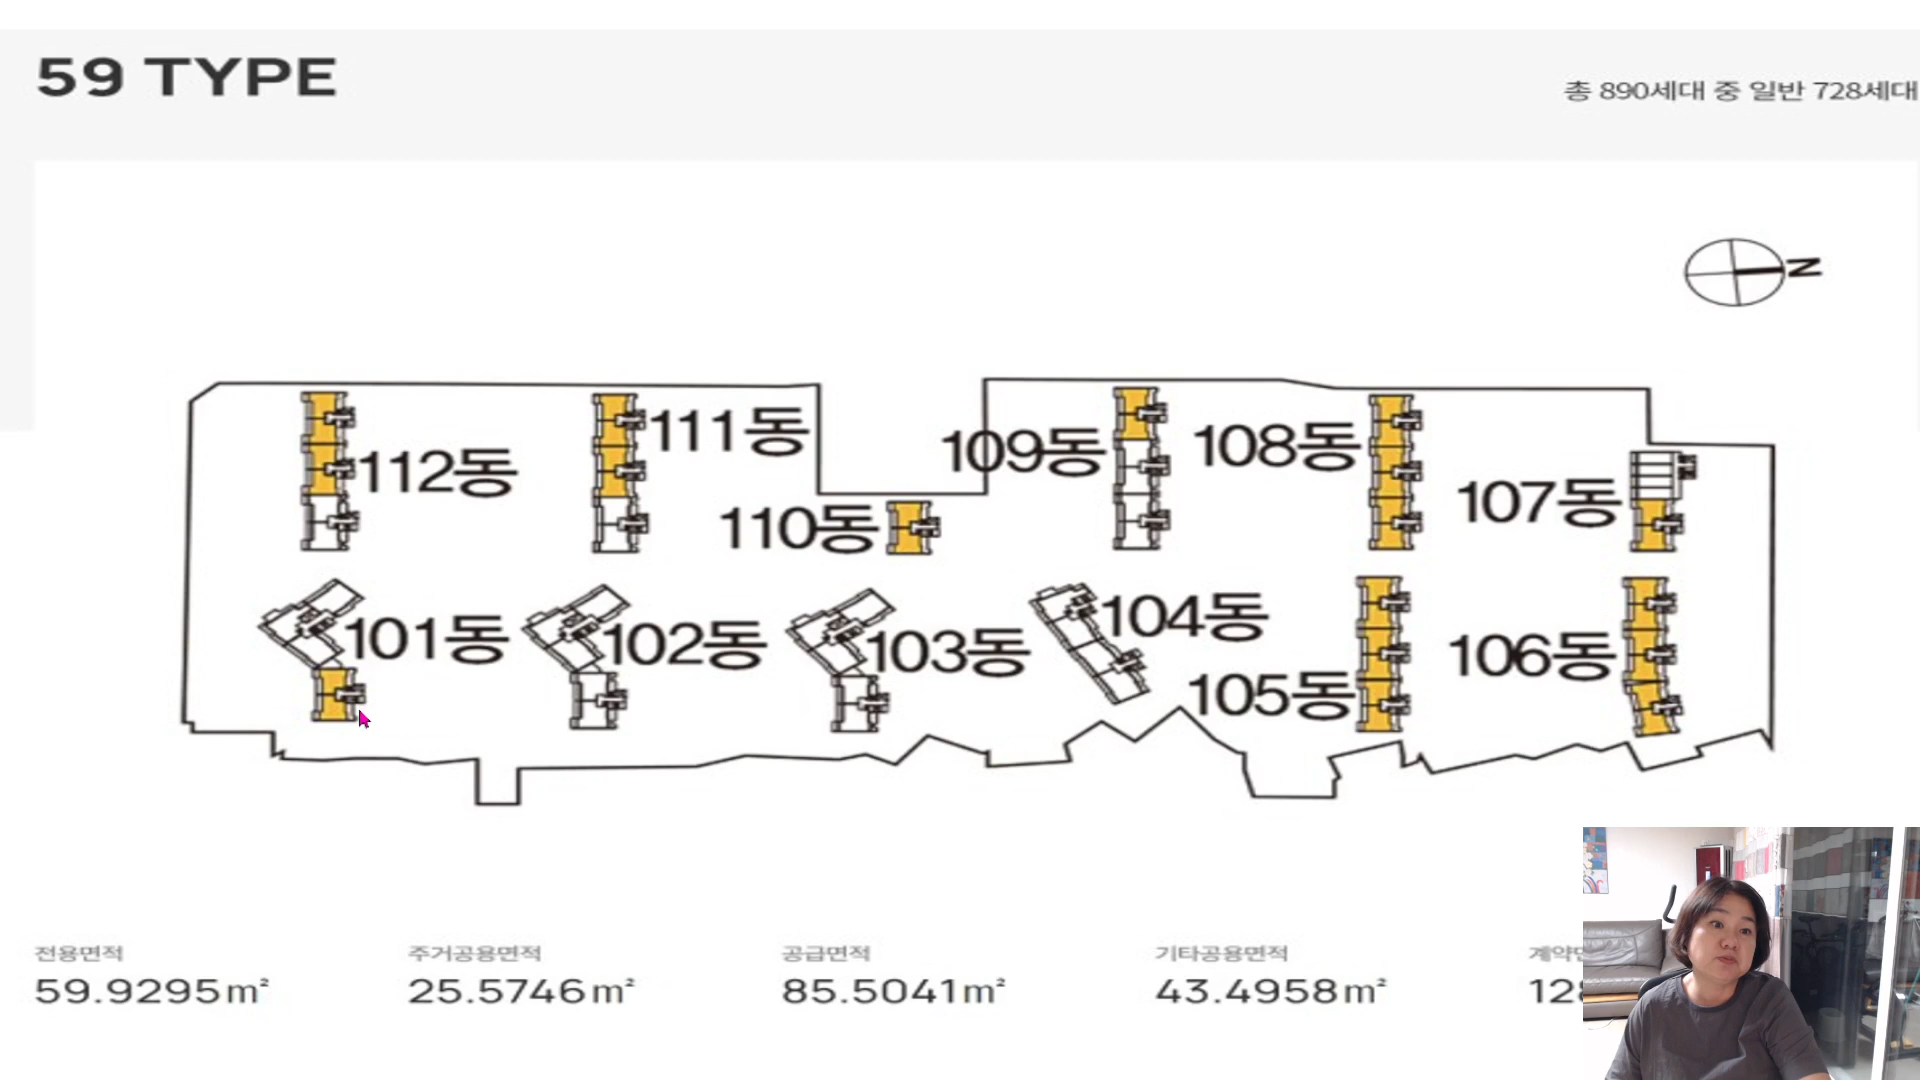 59 TYPE
총 890세대 중 일반 728세대
N
112동
111동
109동
108동
107동
110동
101동
102동
103동
104동
105동
106동
전용면적
주거공용면적
공급면적
기타공용면적
59.9295m²
25.5746m²
85.5041m²
43.4958m²